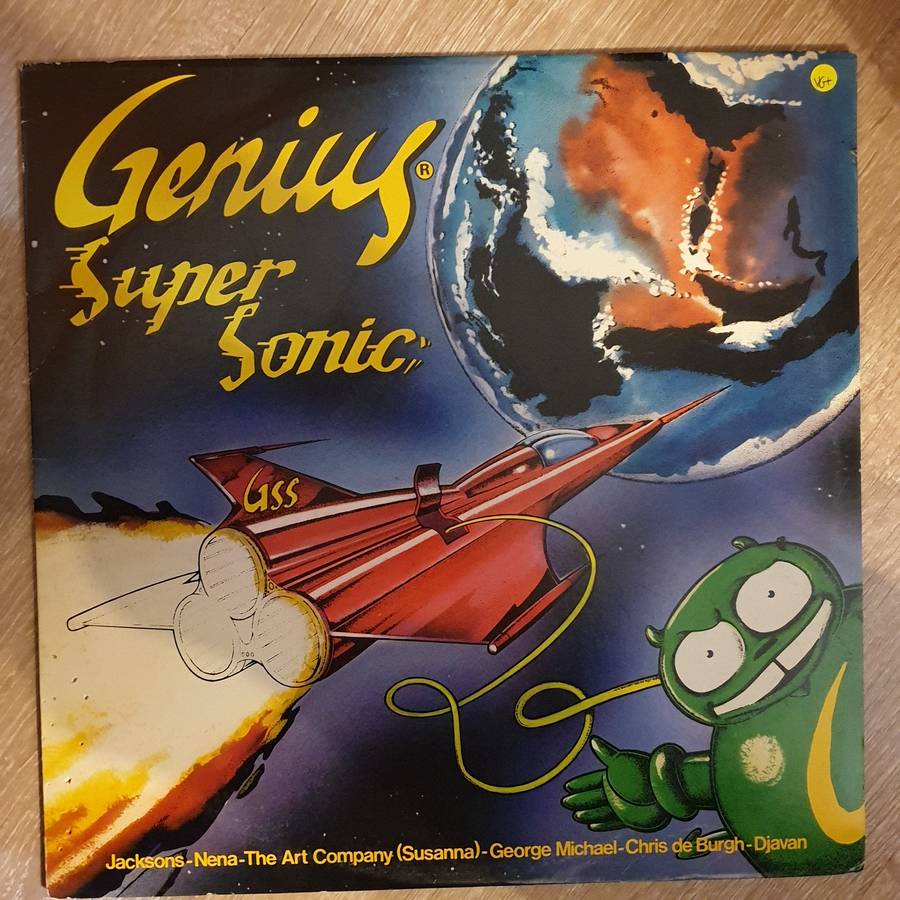 VG+
Genius®
Super
Sonic
GSS
Jacksons-Nena-The Art Company (Susanna)-George Michael-Chris de Burgh-Djavan